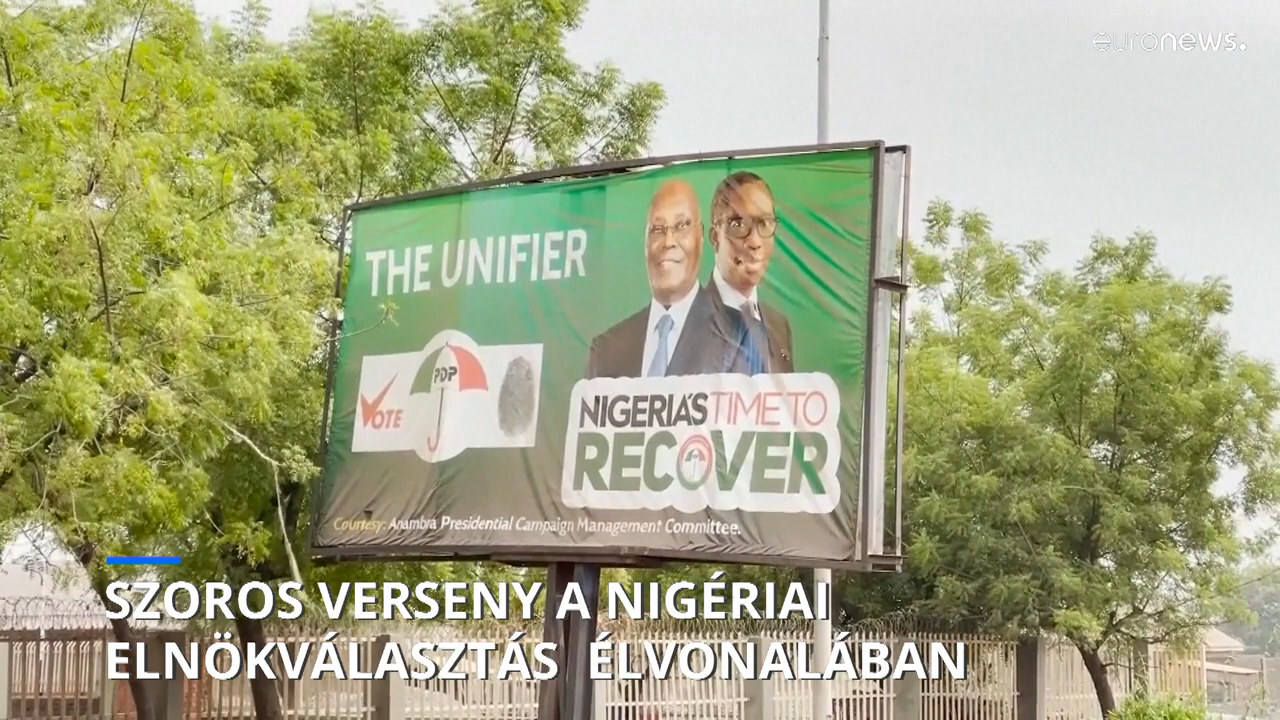 euronews.
THE UNIFIER
VOTE
PDP
NIGERIA'S TIME TO
RECOVER
Courtesy: Anambra Presidential Campaign Management Committee.
SZOROS VERSENY A NIGÉRIAI
ELNÖKVÁLASZTÁS ÉLVONALÁBAN